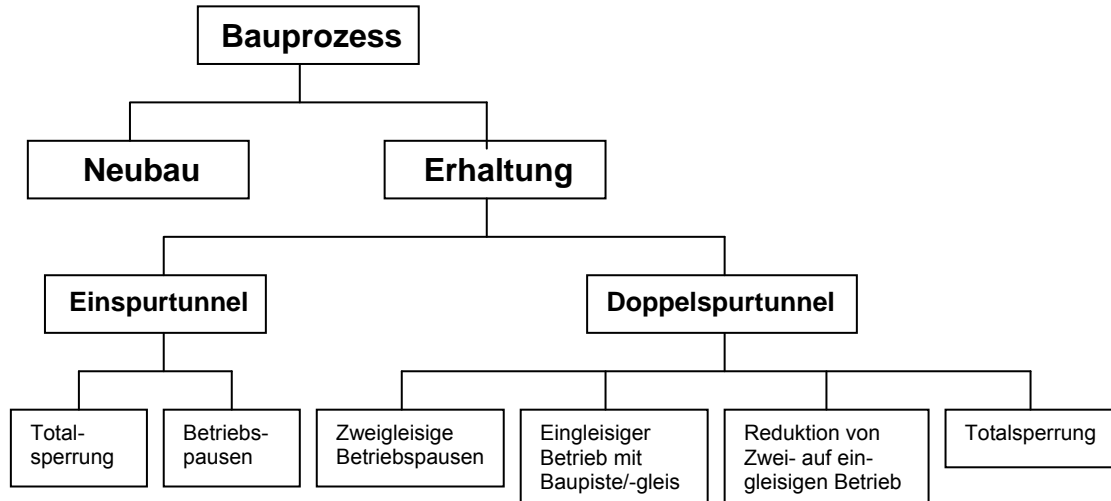 Bauprozess
Neubau
Erhaltung
Einspurtunnel
Doppelspurtunnel
Total-
sperrung
Betriebs-
pausen
Zweigleisige
Betriebspausen
Eingleisiger
Betrieb mit
Baupiste/-gleis
Reduktion von
Zwei- auf ein-
gleisigen Betrieb
Totalsperrung